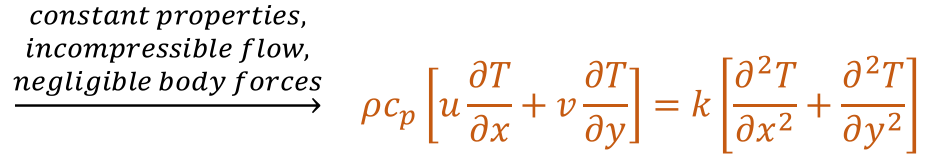 constant properties,
incompressible flow,
negligible body forces
ρc_p [u ∂T/∂x + v ∂T/∂y] = k [∂²T/∂x² + ∂²T/∂y²]